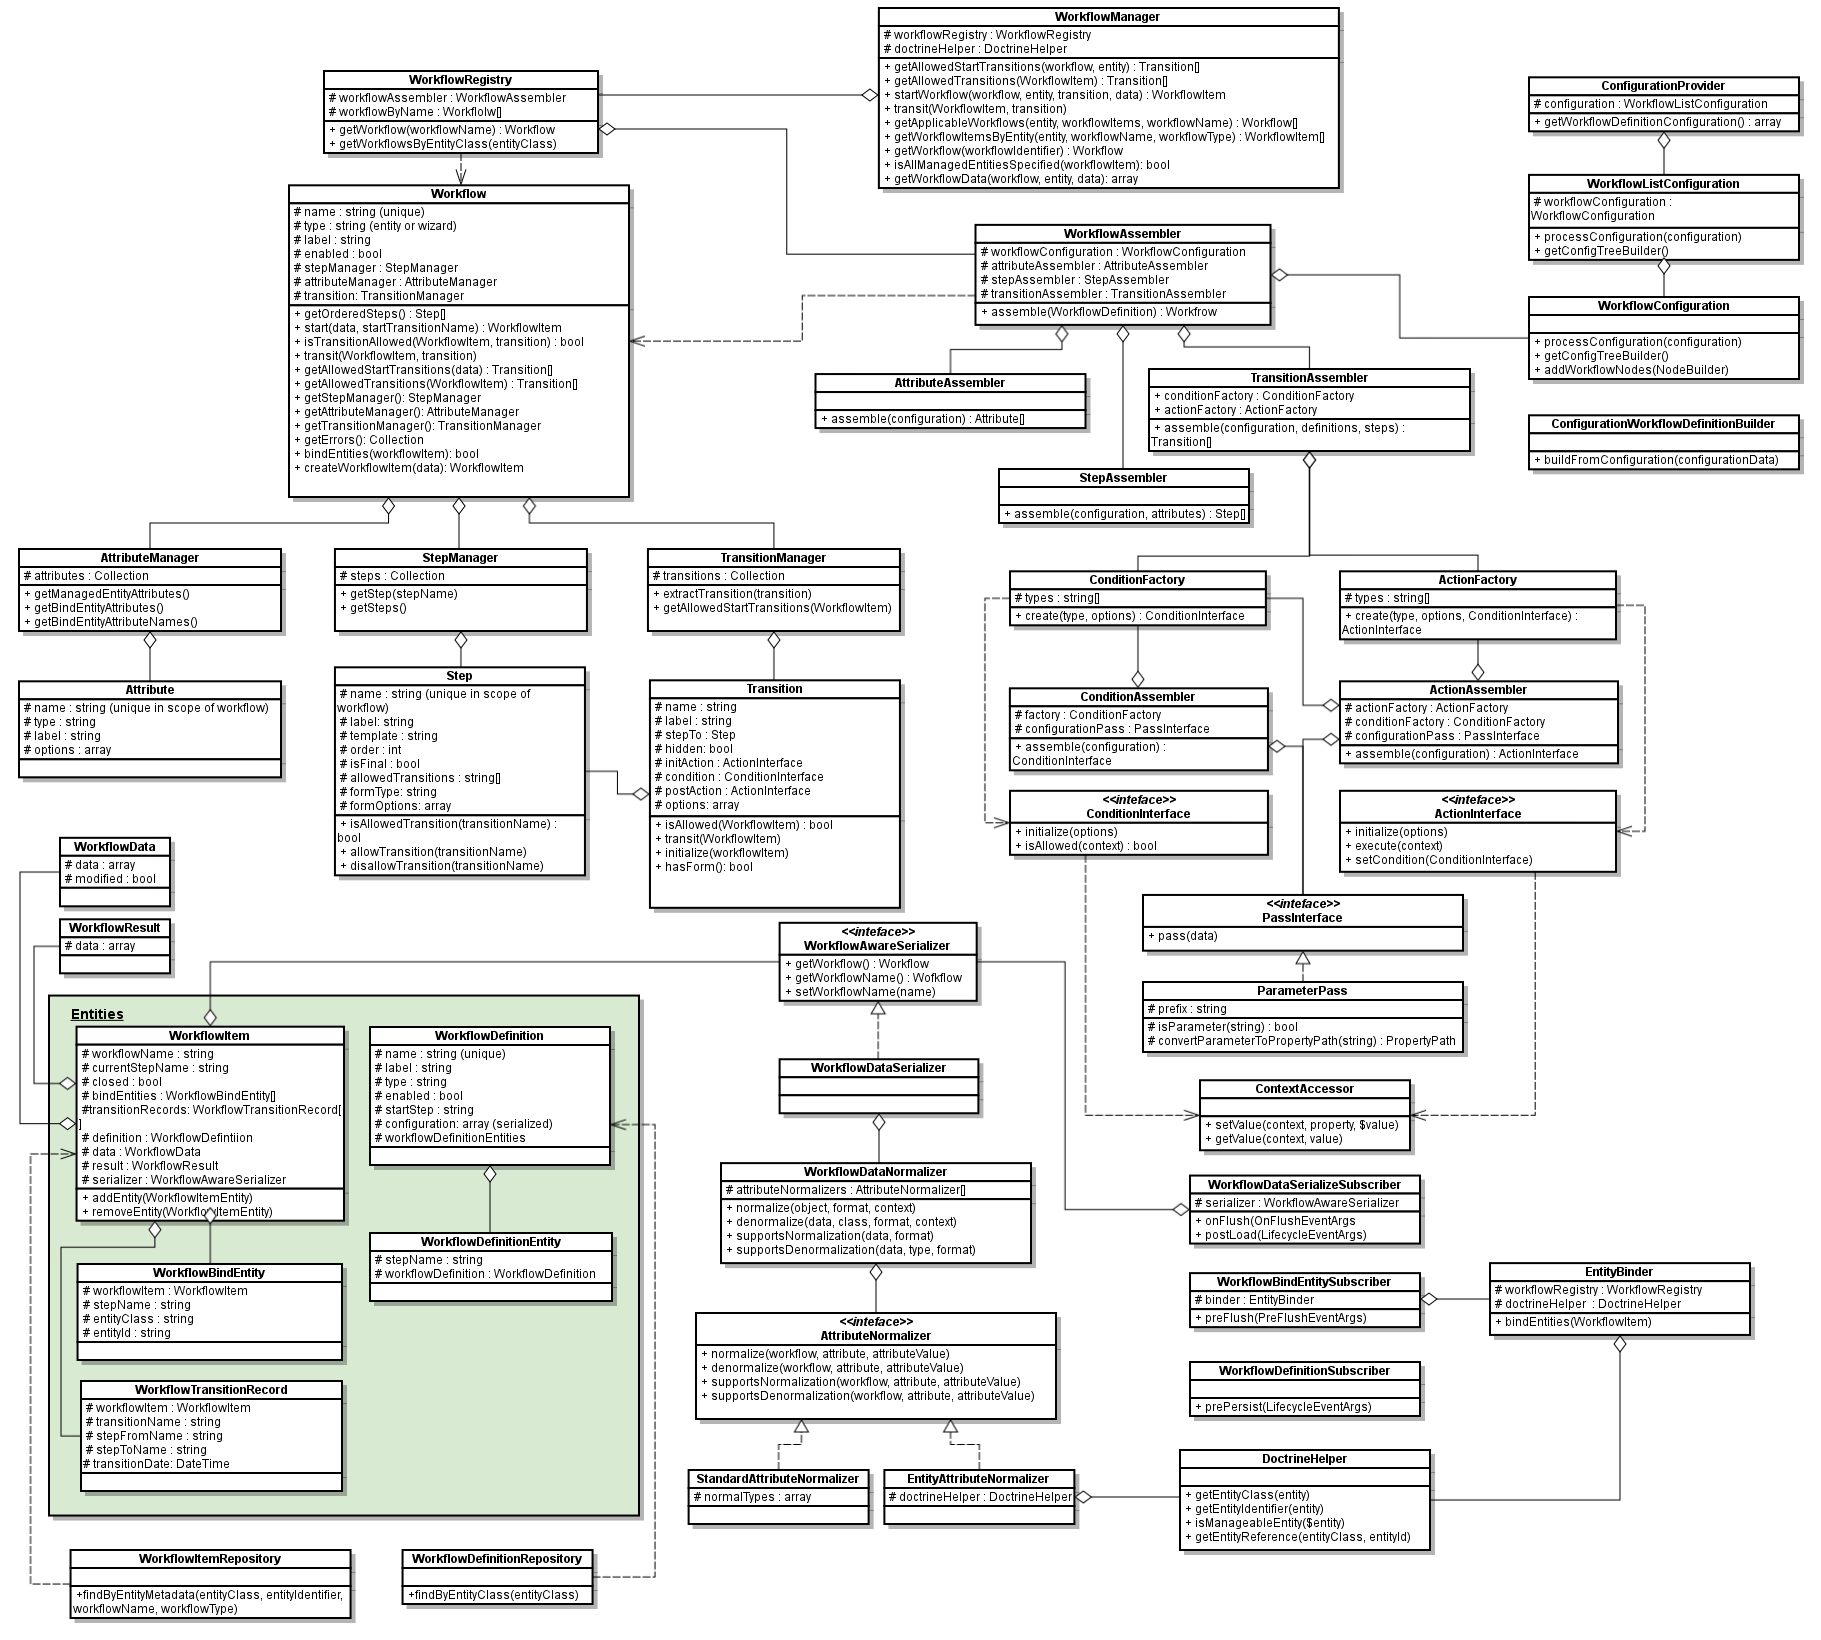 WorkflowManager
# workflowRegistry : WorkflowRegistry
# doctrineHelper : DoctrineHelper
+ getAllowedStartTransitions(workflow, entity) : Transition[]
+ getAllowedTransitions(WorkflowItem) : Transition[]
+ startWorkflow(workflow, entity, transition, data) : WorkflowItem
+ transit(WorkflowItem, transition)
+ getApplicableWorkflows(entity, workflowItems, workflowName) : Workflow[]
+ getWorkflowItemsByEntity(entity, workflowName, workflowType) : WorkflowItem[]
+ getWorkflow(workflowIdentifier) : Workflow
+ isAllManagedEntitiesSpecified(workflowItem): bool
+ getWorkflowData(workflow, entity, data): array
WorkflowRegistry
# workflowAssembler : WorkflowAssembler
# workflowByName : Workfolw[]
+ getWorkflow(workflowName) : Workflow
+ getWorkflowsByEntityClass(entityClass)
ConfigurationProvider
# configuration : WorkflowListConfiguration
+ getWorkflowDefinitionConfiguration() : array
WorkflowListConfiguration
# workflowConfiguration :
WorkflowConfiguration
+ processConfiguration(configuration)
+ getConfigTreeBuilder()
WorkflowConfiguration
+ processConfiguration(configuration)
+ getConfigTreeBuilder()
+ addWorkflowNodes(NodeBuilder)
ConfigurationWorkflowDefinitionBuilder
+ buildFromConfiguration(configurationData)
Workflow
# name : string (unique)
# type : string (entity or wizard)
# label : string
# enabled : bool
# stepManager : StepManager
# attributeManager : AttributeManager
# transition: TransitionManager
+ getOrderedSteps() : Step[]
+ start(data, startTransitionName) : WorkflowItem
+ isTransitionAllowed(WorkflowItem, transition) : bool
+ transit(WorkflowItem, transition)
+ getAllowedStartTransitions(data) : Transition[]
+ getAllowedTransitions(WorkflowItem) : Transition[]
+ getStepManager(): StepManager
+ getAttributeManager(): AttributeManager
+ getTransitionManager(): TransitionManager
+ getErrors(): Collection
+ bindEntities(workflowItem): bool
+ createWorkflowItem(data): WorkflowItem
WorkflowAssembler
# workflowConfiguration : WorkflowConfiguration
# attributeAssembler : AttributeAssembler
# stepAssembler : StepAssembler
# transitionAssembler : TransitionAssembler
+ assemble(WorkflowDefinition) : Workfrow
AttributeAssembler
+ assemble(configuration) : Attribute[]
TransitionAssembler
+ conditionFactory : ConditionFactory
+ actionFactory : ActionFactory
+ assemble(configuration, definitions, steps) :
Transition[]
StepAssembler
+ assemble(configuration, attributes) : Step[]
AttributeManager
# attributes : Collection
+ getManagedEntityAttributes()
+ getBindEntityAttributes()
+ getBindEntityAttributeNames()
StepManager
# steps : Collection
+ getStep(stepName)
+ getSteps()
TransitionManager
# transitions : Collection
+ extractTransition(transition)
+ getAllowedStartTransitions(WorkflowItem)
Attribute
# name : string (unique in scope of workflow)
# type : string
# label : string
# options : array
Step
# name : string (unique in scope of
workflow)
# label: string
# template : string
# order : int
# isFinal : bool
# allowedTransitions : string[]
# formType: string
# formOptions: array
+ isAllowedTransition(transitionName) :
bool
+ allowTransition(transitionName)
+ disallowTransition(transitionName)
Transition
# name : string
# label : string
# stepTo : Step
# hidden: bool
# initAction : ActionInterface
# condition : ConditionInterface
# postAction : ActionInterface
# options: array
+ isAllowed(WorkflowItem) : bool
+ transit(WorkflowItem)
+ initialize(workflowItem)
+ hasForm(): bool
ConditionFactory
# types : string[]
+ create(type, options) : ConditionInterface
ActionFactory
# types : string[]
+ create(type, options, ConditionInterface) :
ActionInterface
ConditionAssembler
# factory : ConditionFactory
# configurationPass : PassInterface
+ assemble(configuration) :
ConditionInterface
ActionAssembler
# actionFactory : ActionFactory
# conditionFactory : ConditionFactory
# configurationPass : PassInterface
+ assemble(configuration) : ActionInterface
<<inteface>>
ConditionInterface
+ initialize(options)
+ isAllowed(context) : bool
<<inteface>>
ActionInterface
+ initialize(options)
+ execute(context)
+ setCondition(ConditionInterface)
<<inteface>>
PassInterface
+ pass(data)
ParameterPass
# prefix : string
# isParameter(string) : bool
# convertParameterToPropertyPath(string) : PropertyPath
ContextAccessor
+ setValue(context, property, $value)
+ getValue(context, value)
WorkflowData
# data : array
# modified : bool
WorkflowResult
# data : array
<<inteface>>
WorkflowAwareSerializer
+ getWorkflow() : Workflow
+ getWorkflowName() : Wofkflow
+ setWorkflowName(name)
WorkflowDataSerializer
WorkflowDataNormalizer
# attributeNormalizers : AttributeNormalizer[]
+ normalize(object, format, context)
+ denormalize(data, class, format, context)
+ supportsNormalization(data, format)
+ supportsDenormalization(data, type, format)
<<inteface>>
AttributeNormalizer
+ normalize(workflow, attribute, attributeValue)
+ denormalize(workflow, attribute, attributeValue)
+ supportsNormalization(workflow, attribute, attributeValue)
+ supportsDenormalization(workflow, attribute, attributeValue)
StandardAttributeNormalizer
# normalTypes : array
EntityAttributeNormalizer
# doctrineHelper : DoctrineHelper
Entities
WorkflowItem
# workflowName : string
# currentStepName : string
# closed : bool
# bindEntities : WorkflowBindEntity[]
#transitionRecords: WorkflowTransitionRecord[
]
# definition : WorkflowDefintiion
# data : WorkflowData
# result : WorkflowResult
# serializer : WorkflowAwareSerializer
+ addEntity(WorkflowItemEntity)
+ removeEntity(WorkflowItemEntity)
WorkflowDefinition
# name : string (unique)
# label : string
# type : string
# enabled : bool
# startStep : string
# configuration: array (serialized)
# workflowDefinitionEntities
WorkflowDefinitionEntity
# stepName : string
# workflowDefinition : WorkflowDefinition
WorkflowBindEntity
# workflowItem : WorkflowItem
# stepName : string
# entityClass : string
# entityId : string
WorkflowTransitionRecord
# workflowItem : WorkflowItem
# transitionName : string
# stepFromName : string
# stepToName : string
# transitionDate: DateTime
WorkflowItemRepository
+findByEntityMetadata(entityClass, entityIdentifier,
workflowName, workflowType)
WorkflowDefinitionRepository
+findByEntityClass(entityClass)
WorkflowDataSerializeSubscriber
# serializer : WorkflowAwareSerializer
+ onFlush(OnFlushEventArgs
+ postLoad(LifecycleEventArgs)
WorkflowBindEntitySubscriber
# binder : EntityBinder
+ preFlush(PreFlushEventArgs)
EntityBinder
# workflowRegistry : WorkflowRegistry
# doctrineHelper : DoctrineHelper
+ bindEntities(WorkflowItem)
WorkflowDefinitionSubscriber
+ prePersist(LifecycleEventArgs)
DoctrineHelper
+ getEntityClass(entity)
+ getEntityIdentifier(entity)
+ isManageableEntity($entity)
+ getEntityReference(entityClass, entityId)